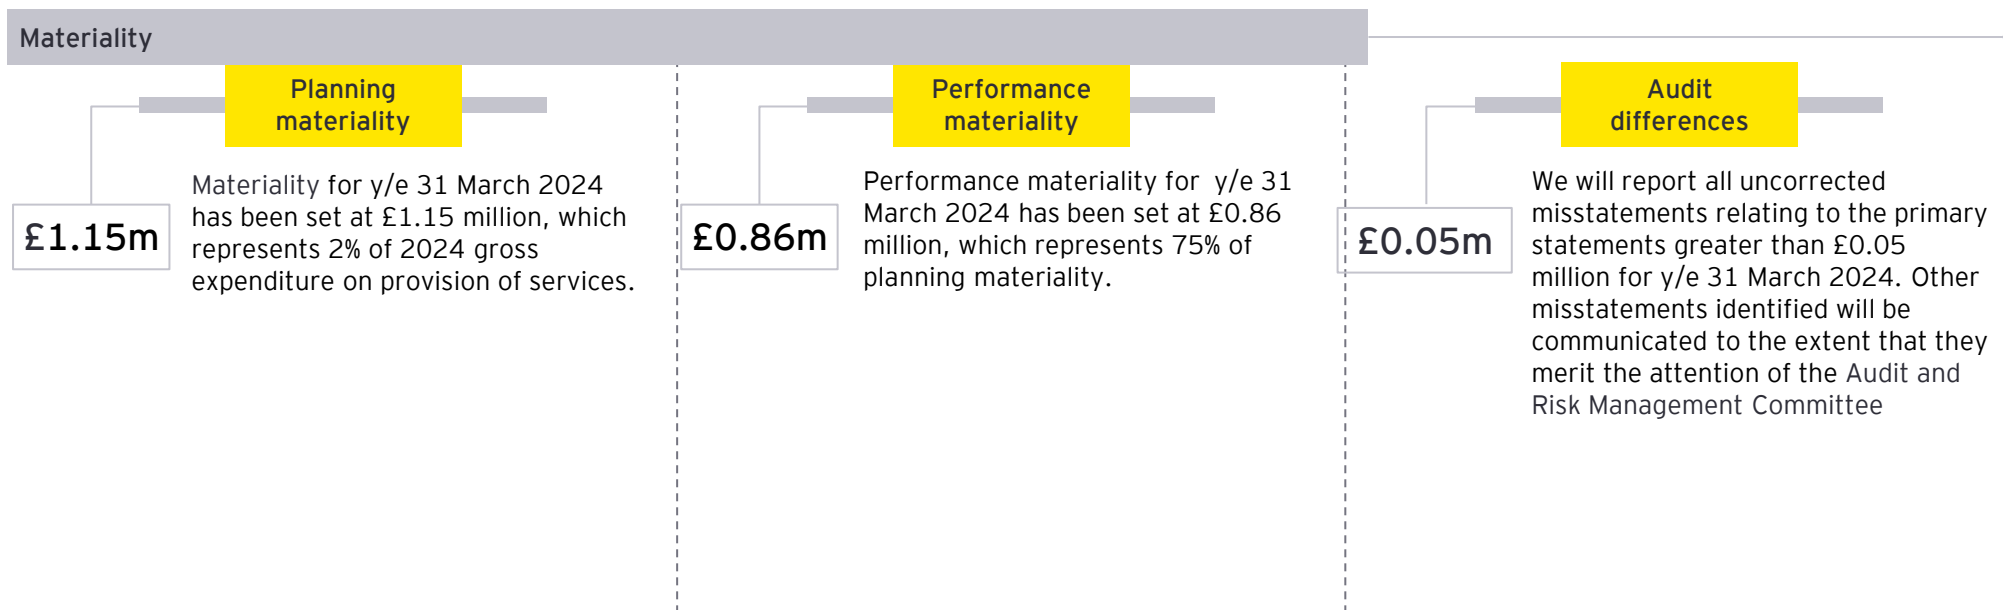 Materiality
Planning
materiality
£1.15m
Materiality for y/e 31 March 2024
has been set at £1.15 million, which
represents 2% of 2024 gross
expenditure on provision of services.
Performance
materiality
£0.86m
Performance materiality for y/e 31
March 2024 has been set at £0.86
million, which represents 75% of
planning materiality.
Audit
differences
£0.05m
We will report all uncorrected
misstatements relating to the primary
statements greater than £0.05
million for y/e 31 March 2024. Other
misstatements identified will be
communicated to the extent that they
merit the attention of the Audit and
Risk Management Committee